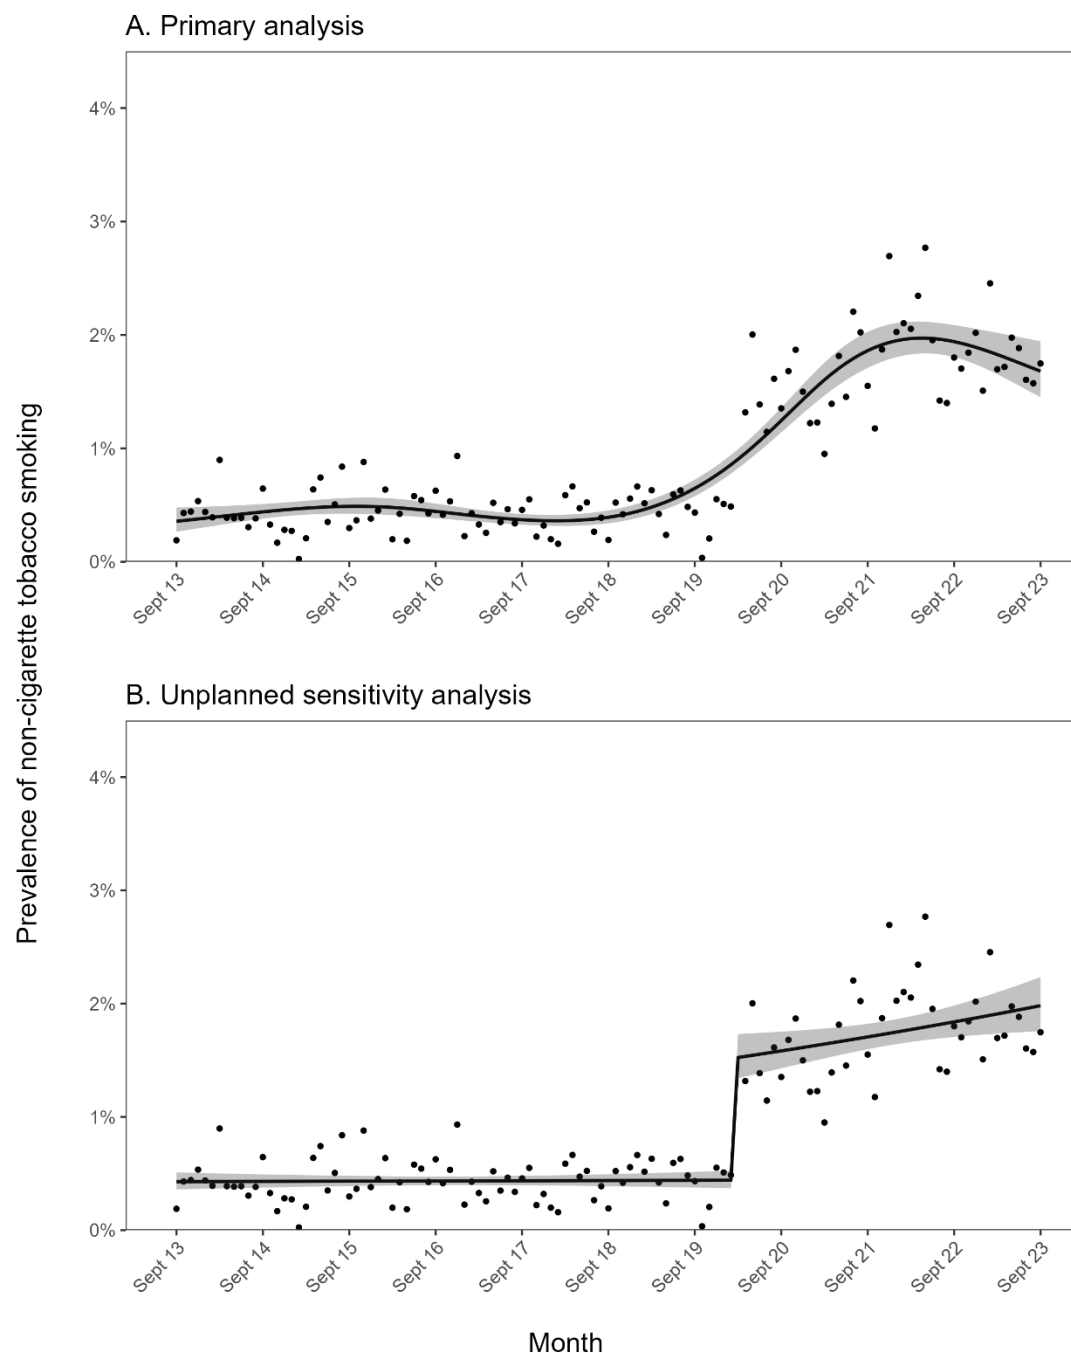 A. Primary analysis
4%
3%
2%
1%
0%
Sept 13
Sept 14
Sept 15
Sept 16
Sept 17
Sept 18
Sept 19
Sept 20
Sept 21
Sept 22
Sept 23
Prevalence of non-cigarette tobacco smoking
B. Unplanned sensitivity analysis
4%
3%
2%
1%
0%
Sept 13
Sept 14
Sept 15
Sept 16
Sept 17
Sept 18
Sept 19
Sept 20
Sept 21
Sept 22
Sept 23
Month